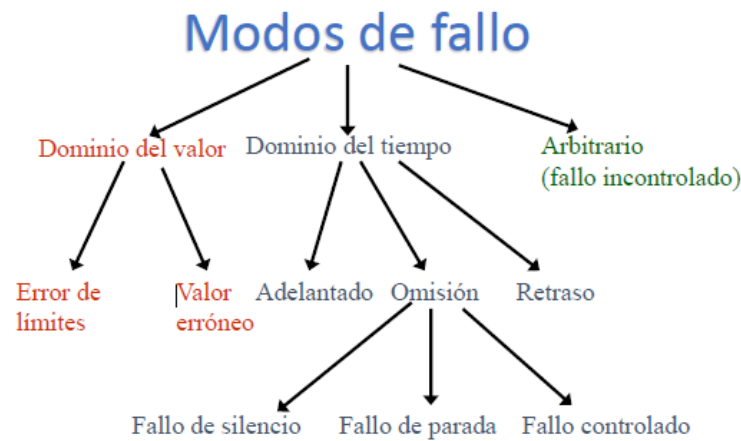 Modos de fallo
Dominio del valor
Dominio del tiempo
Arbitrario
(fallo incontrolado)
Error de
límites
Valor
erróneo
Adelantado
Omisión
Retraso
Fallo de silencio
Fallo de parada
Fallo controlado